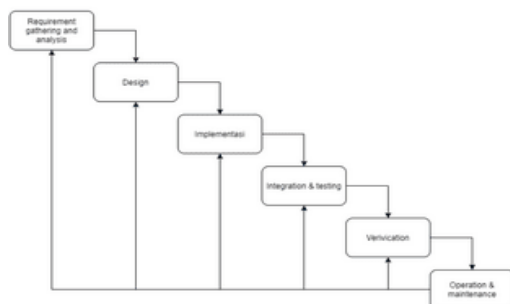 Requirement
gathering and
analysis
Design
Implementasi
Integration & testing
Verivication
Operation &
maintenance